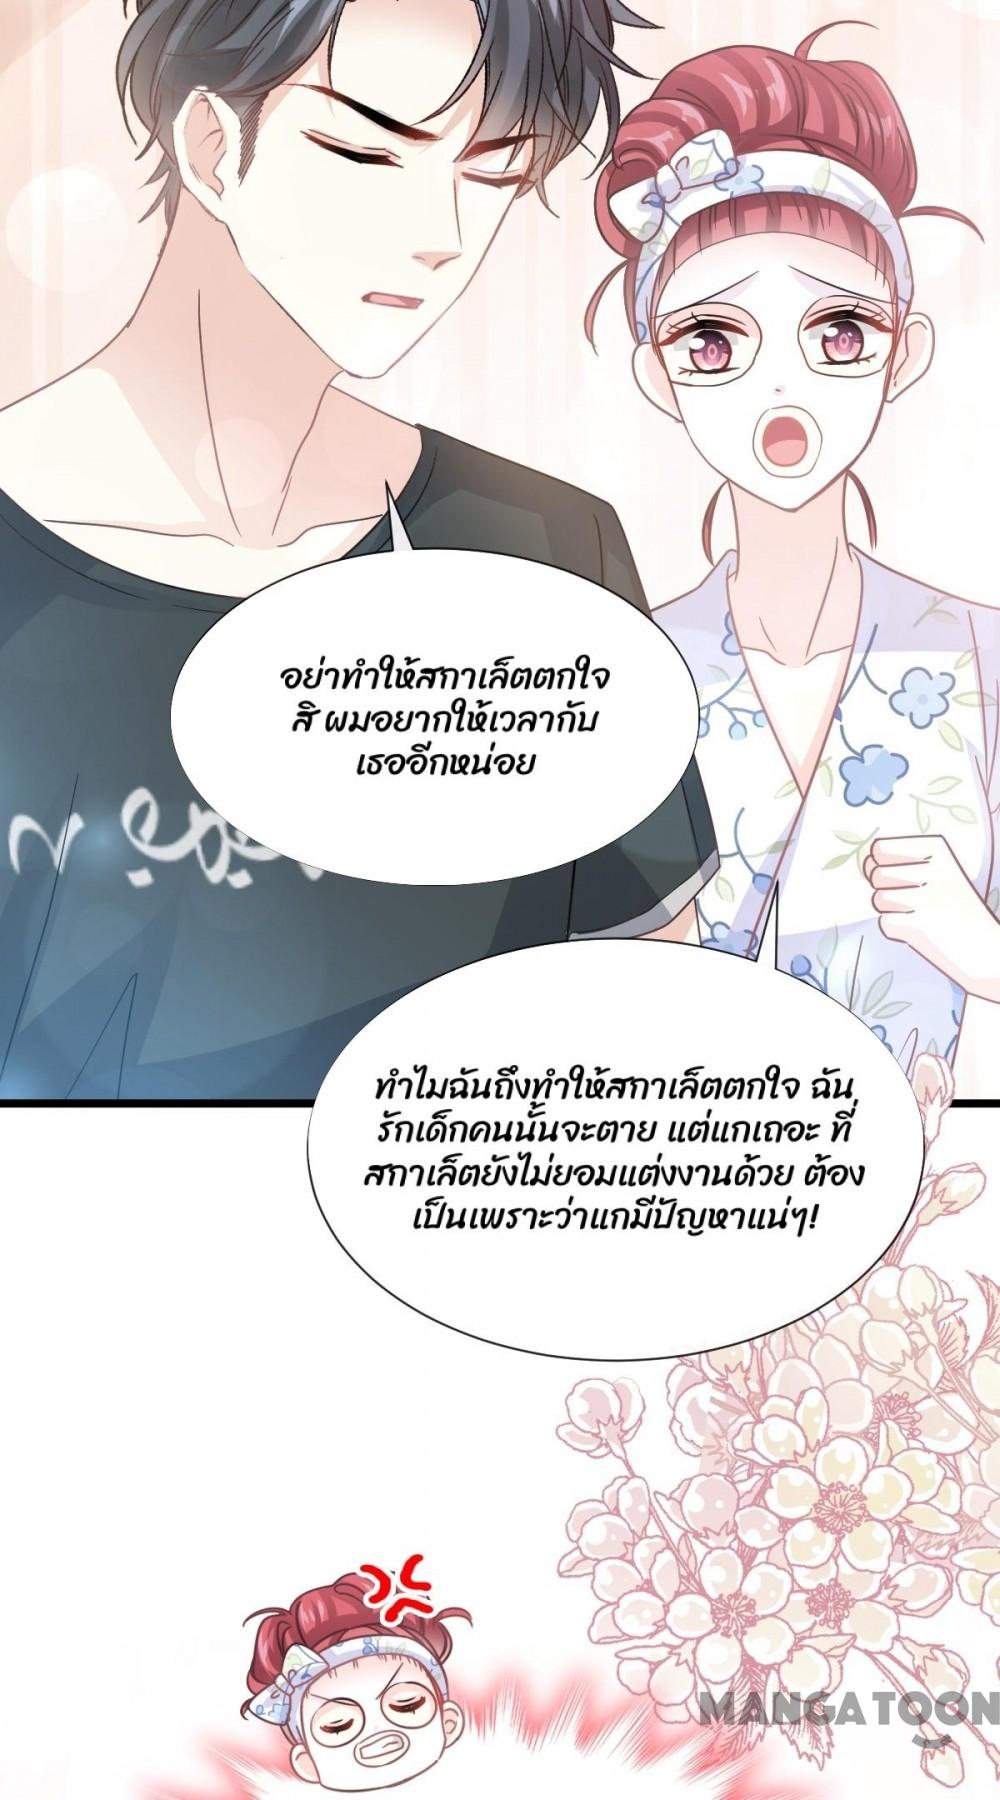 อย่าทำให้สกาเล็ตตกใจ
สิ ผมอยากให้เวลากับ
เธออีกหน่อย
ทำไมฉันถึงทำให้สกาเล็ตตกใจ ฉัน
รักเด็กคนนั้นจะตาย แต่แกเถอะ ที่
สกาเล็ตยังไม่ยอมแต่งงานด้วย ต้อง
เป็นเพราะว่าแกมีปัญหาแน่ๆ!
MANGATOON